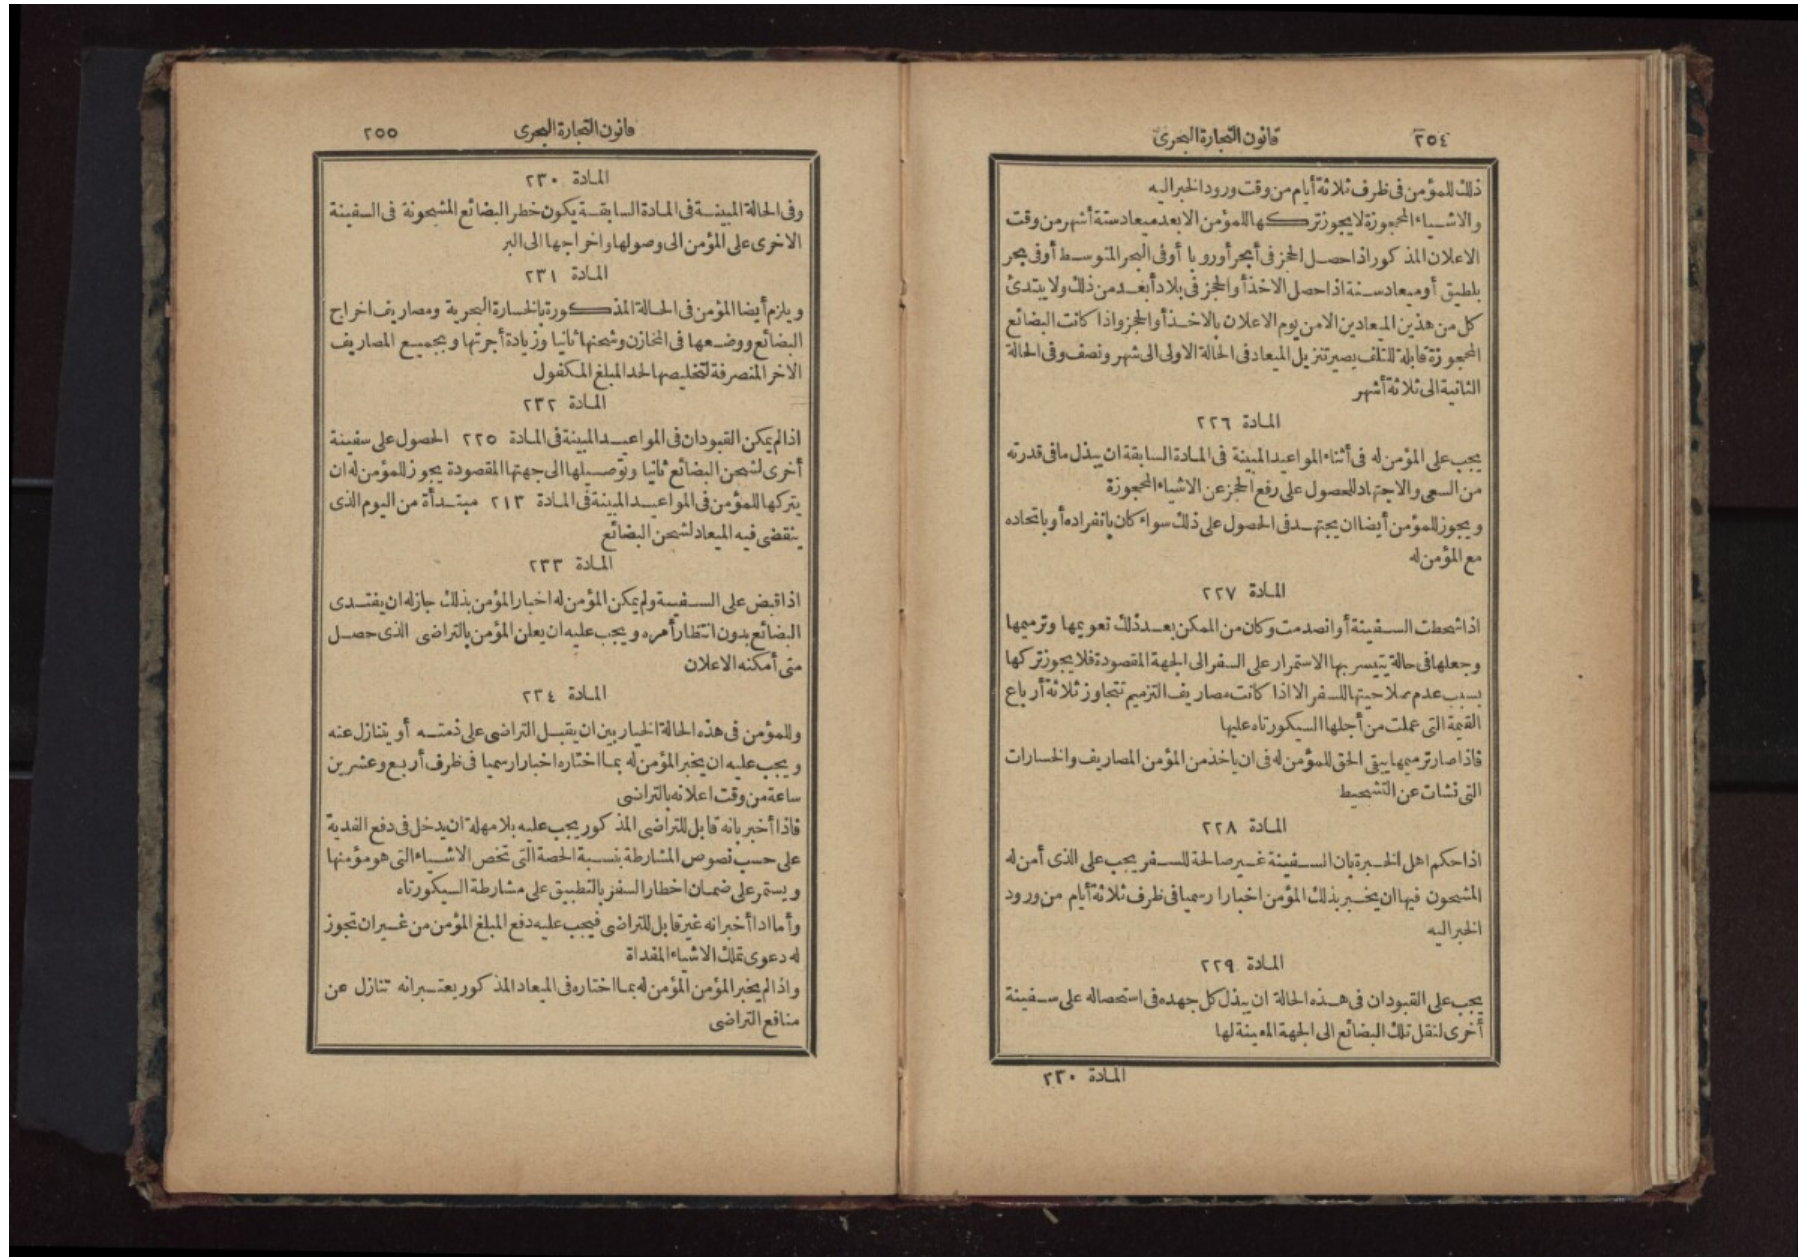 ٢٥٤
قانون التجارة البحرى
ذلك للمؤمن فى ظرف ثلاثة أيام من وقت ورود الخبر اليه
والاشياء المحجوزة لا يجوز تركها للمؤمن الا بعد ميعاد ستة أشهر من وقت
الاعلان المذكور اذا حصل الحجز فى أبحر أوروبا أو فى البحر المتوسط أو فى بحر
بلطيق أو ميعاد سنة اذا حصل الاخذ أو الحجز فى بلاد أبعد من ذلك ولا يبتدئ
كل من هذين الميعادين الا من يوم الاعلان بالاخذ أو الحجز واذا كانت البضائع
المحجوزة قابلة للتلف يصير تنزيل الميعاد فى الحالة الاولى الى شهر ونصف وفى الحالة
الثانية الى ثلاثة أشهر
المادة ٢٢٦
يجب على المؤمن له فى أثناء المواعيد المبينة فى المادة السابقة ان يبذل ما فى قدرته
من السعى والاجتهاد للحصول على رفع الحجز عن الاشياء المحجوزة
ويجوز للمؤمن أيضا ان يجتهد فى الحصول على ذلك سواء كان بانفراده أو باتحاده
مع المؤمن له
المادة ٢٢٧
اذا شحطت السفينة أو انصدمت وكان من الممكن بعد ذلك تعويمها وترميمها
وجعلها فى حالة يتيسر بها الاستمرار على السفر الى الجهة المقصودة فلا يجوز تركها
بسبب عدم صلاحيتها للسفر الا اذا كانت مصاريف الترميم تتجاوز ثلاثة أرباع
القيمة التى عملت من أجلها السيكورتاه عليها
فاذا صار ترميمها يبقى الحق للمؤمن له فى ان ياخذ من المؤمن المصاريف والخسارات
التى نشات عن التشحيط
المادة ٢٢٨
اذا حكم اهل الخبرة بان السفينة غير صالحة للسفر يجب على الذى أمن له
المشحون فيها ان يخبر بذلك المؤمن اخبارا رسميا فى ظرف ثلاثة أيام من ورود
الخبر اليه
المادة ٢٢٩
يجب على القبودان فى هذه الحالة ان يبذل كل جهده فى استحصاله على سفينة
أخرى لنقل تلك البضائع الى الجهة المعينة لها
المادة ٢٣٠
قانون التجارة البحرى
٢٥٥
المادة ٢٣٠
وفى الحالة المبينة فى المادة السابقة يكون خطر البضائع المشحونة فى السفينة
الاخرى على المؤمن الى وصولها واخراجها الى البر
المادة ٢٣١
ويلزم أيضا المؤمن فى الحالة المذكورة بالخسارة البحرية ومصاريف اخراج
البضائع ووضعها فى المخازن وشحنها ثانيا وزيادة أجرتها وبجميع المصاريف
الاخر المنصرفة لتخليصها لحد المبلغ المكفول
المادة ٢٣٢
اذا لم يمكن القبودان فى المواعيد المبينة فى المادة ٢٢٥ الحصول على سفينة
أخرى لشحن البضائع ثانيا وتوصيلها الى جهتها المقصودة يجوز للمؤمن له ان
يتركها للمؤمن فى المواعيد المبينة فى المادة ٢١٣ مبتدأة من اليوم الذى
ينقضى فيه الميعاد لشحن البضائع
المادة ٢٣٣
اذا قبض على السفينة ولم يمكن المؤمن له اخبار المؤمن بذلك جاز له ان يفتدى
البضائع بدون انتظار أمره ويجب عليه ان يعلن المؤمن بالتراضى الذى حصل
متى أمكنه الاعلان
المادة ٢٣٤
وللمؤمن فى هذه الحالة الخيار بين ان يقبل التراضى على ذمته أو يتنازل عنه
ويجب عليه ان يخبر المؤمن له بما اختاره اخبارا رسميا فى ظرف أربع وعشرين
ساعة من وقت اعلانه بالتراضى
فاذا أخبر بانه قابل للتراضى المذكور يجب عليه بلا مهلة ان يدخل فى دفع الفدية
على حسب نصوص المشارطة بنسبة الحصة التى تخص الاشياء التى هو مؤمنها
ويستمر على ضمان اخطار السفر بالتطبيق على مشارطة السيكورتاه
وأما اذا أخبر انه غير قابل للتراضى فيجب عليه دفع المبلغ المؤمن من غير ان تجوز
له دعوى تملك الاشياء المفداة
واذا لم يخبر المؤمن المؤمن له بما اختاره فى الميعاد المذكور يعتبر انه تنازل عن
منافع التراضى